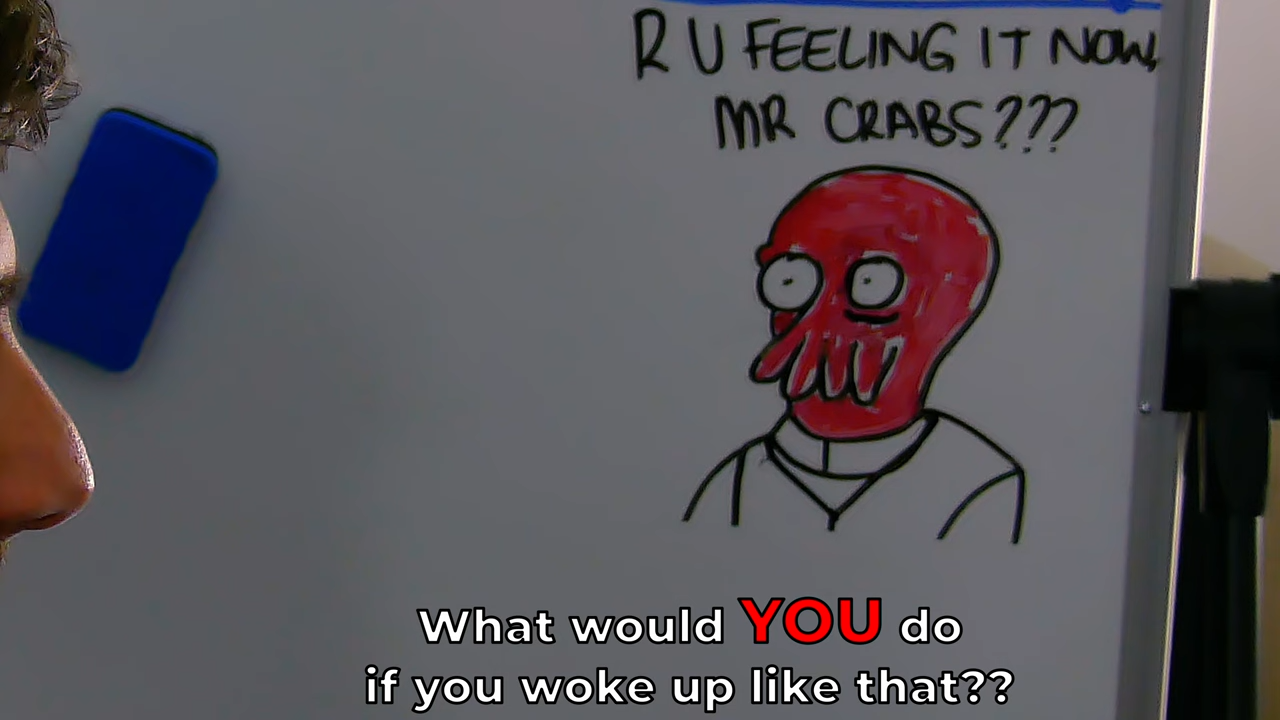 R U FEELING IT NOW,
MR CRABS???
What would YOU do
if you woke up like that??